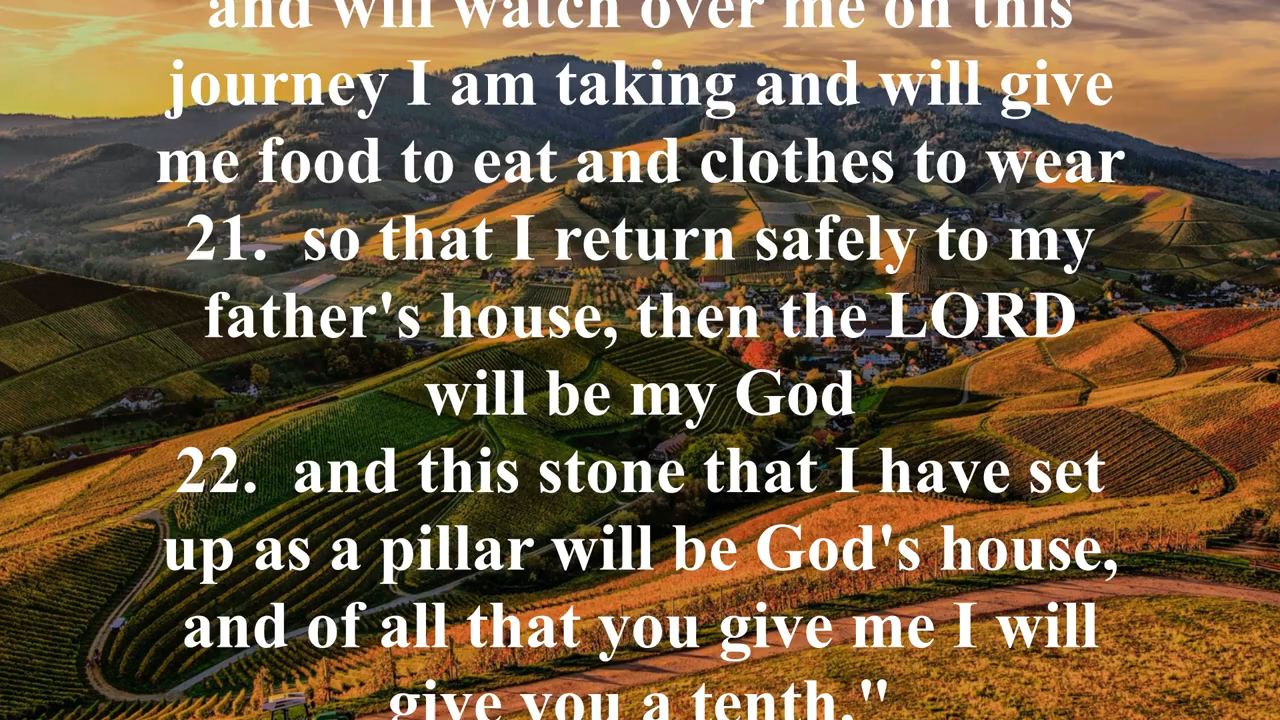 and will watch over me on this
journey I am taking and will give
me food to eat and clothes to wear
21.  so that I return safely to my
father's house, then the LORD
will be my God
22.  and this stone that I have set
up as a pillar will be God's house,
and of all that you give me I will
give you a tenth."